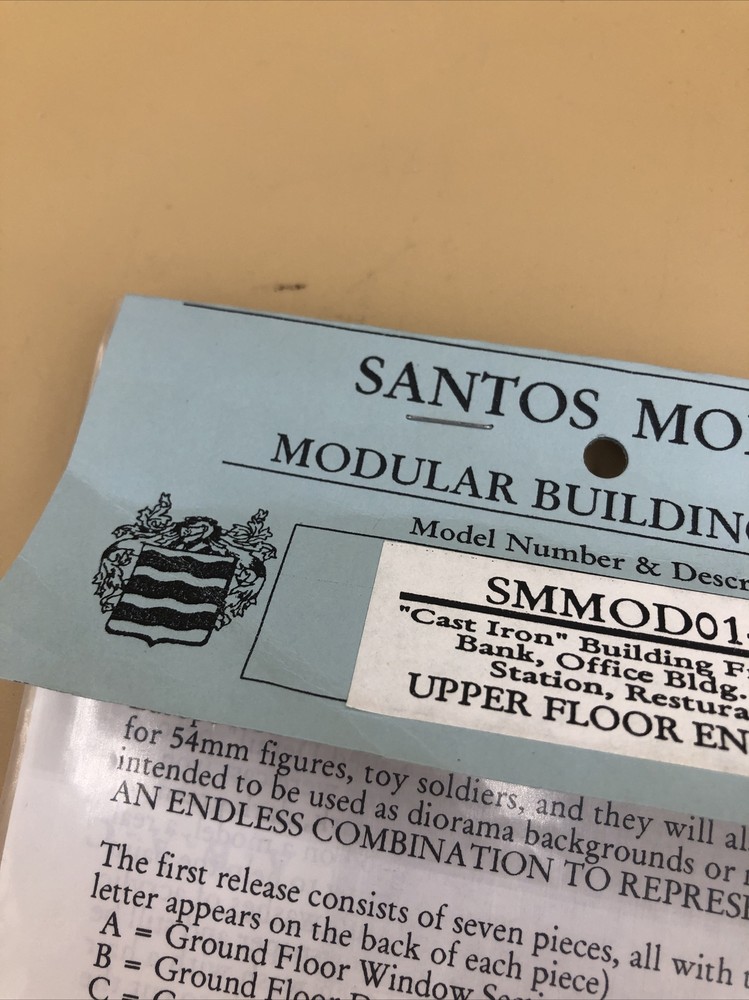 SANTOS MO
MODULAR BUILDING
Model Number & Descr
SMMOD01-
"Cast Iron" Building F
Bank, Office Bldg.
Station, Restura
UPPER FLOOR EN
for 54mm figures, toy soldiers, and they will al
intended to be used as diorama backgrounds or
AN ENDLESS COMBINATION TO REPRES
The first release consists of seven pieces, all with
letter appears on the back of each piece)
A = Ground Floor Window Se
B = Ground Floor
C =